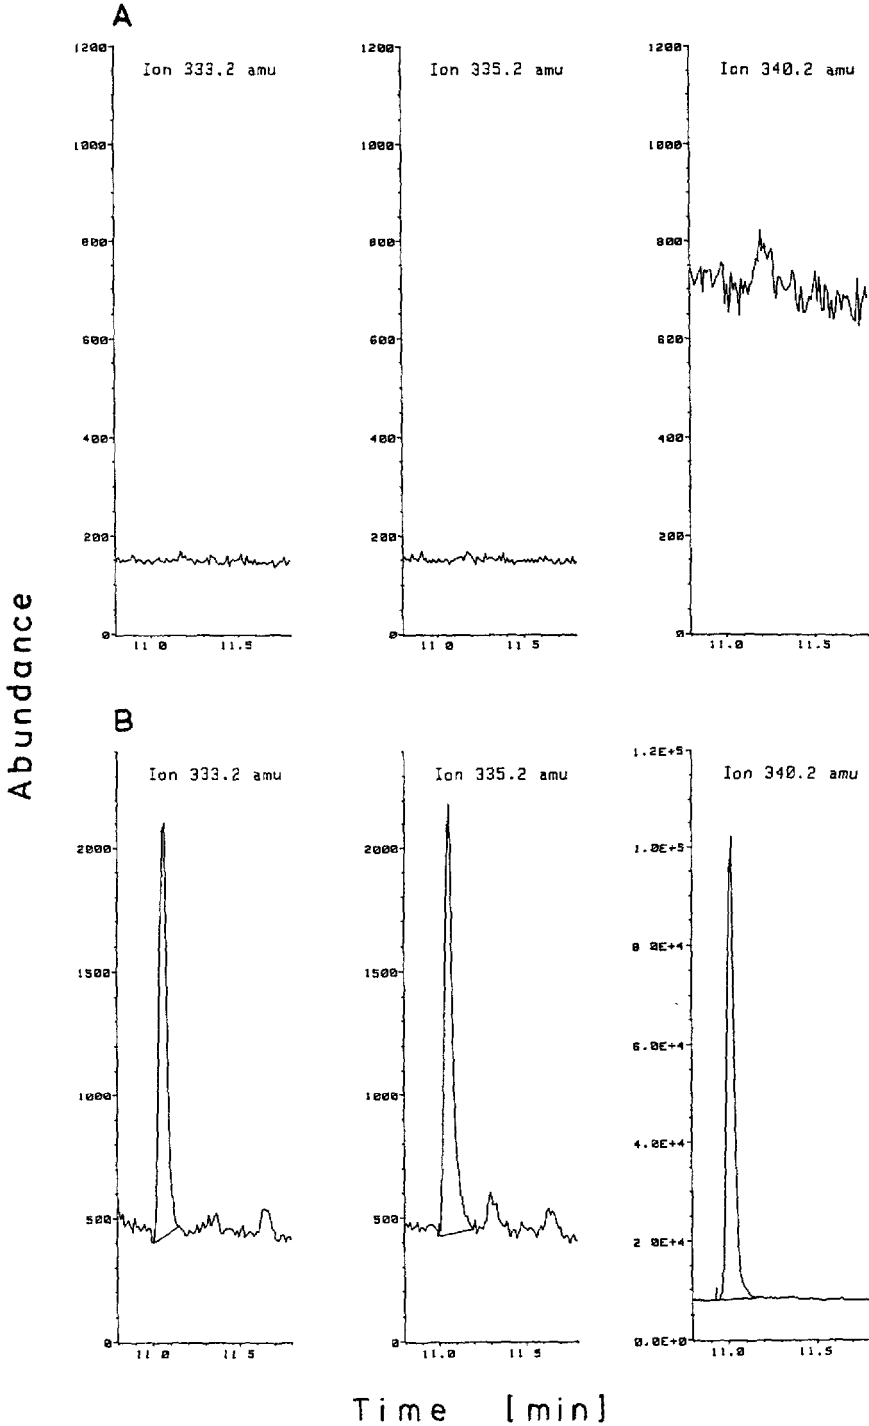 A
Ion 333.2 amu
1200
1000
800
600
400
200
0
11 0 11.5
Ion 335.2 amu
1200
1000
800
600
400
200
0
11 0 11 5
Ion 340.2 amu
1200
1000
800
600
400
200
0
11.0 11.5
Abundance
B
Ion 333.2 amu
2000
1500
1000
500
0
11 0 11 5
Ion 335.2 amu
2000
1500
1000
500
0
11.0 11 5
Ion 340.2 amu
1.2E+5
1.0E+5
8 0E+4
6.0E+4
4.0E+4
2 0E+4
0.0E+0
11.0 11.5
Time [min]